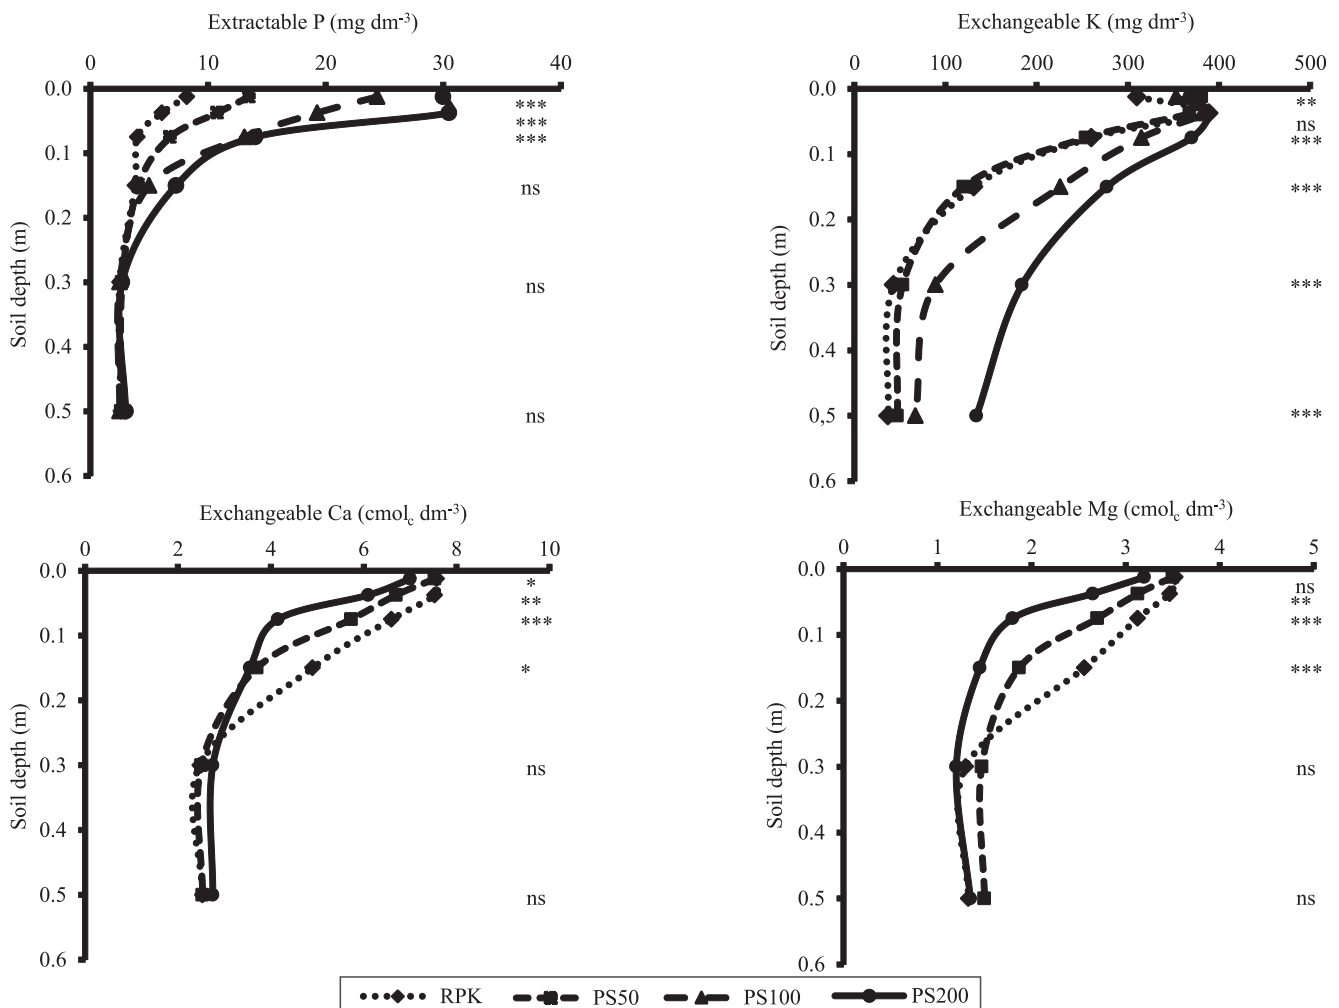 Extractable P (mg dm-3)
0 10 20 30 40
0.0
0.1
0.2
0.3
0.4
0.5
0.6
Soil depth (m)
***
***
***
ns
ns
ns
Exchangeable K (mg dm-3)
0 100 200 300 400 500
0.0
0.1
0.2
0.3
0.4
0,5
0.6
Soil depth (m)
**
ns
***
***
***
***
Exchangeable Ca (cmolc dm-3)
0 2 4 6 8 10
0.0
0.1
0.2
0.3
0.4
0.5
0.6
Soil depth (m)
*
**
***
*
ns
ns
Exchangeable Mg (cmolc dm-3)
0 1 2 3 4 5
0.0
0.1
0.2
0.3
0.4
0.5
0.6
Soil depth (m)
ns
**
***
***
ns
ns
RPK PS50 PS100 PS200